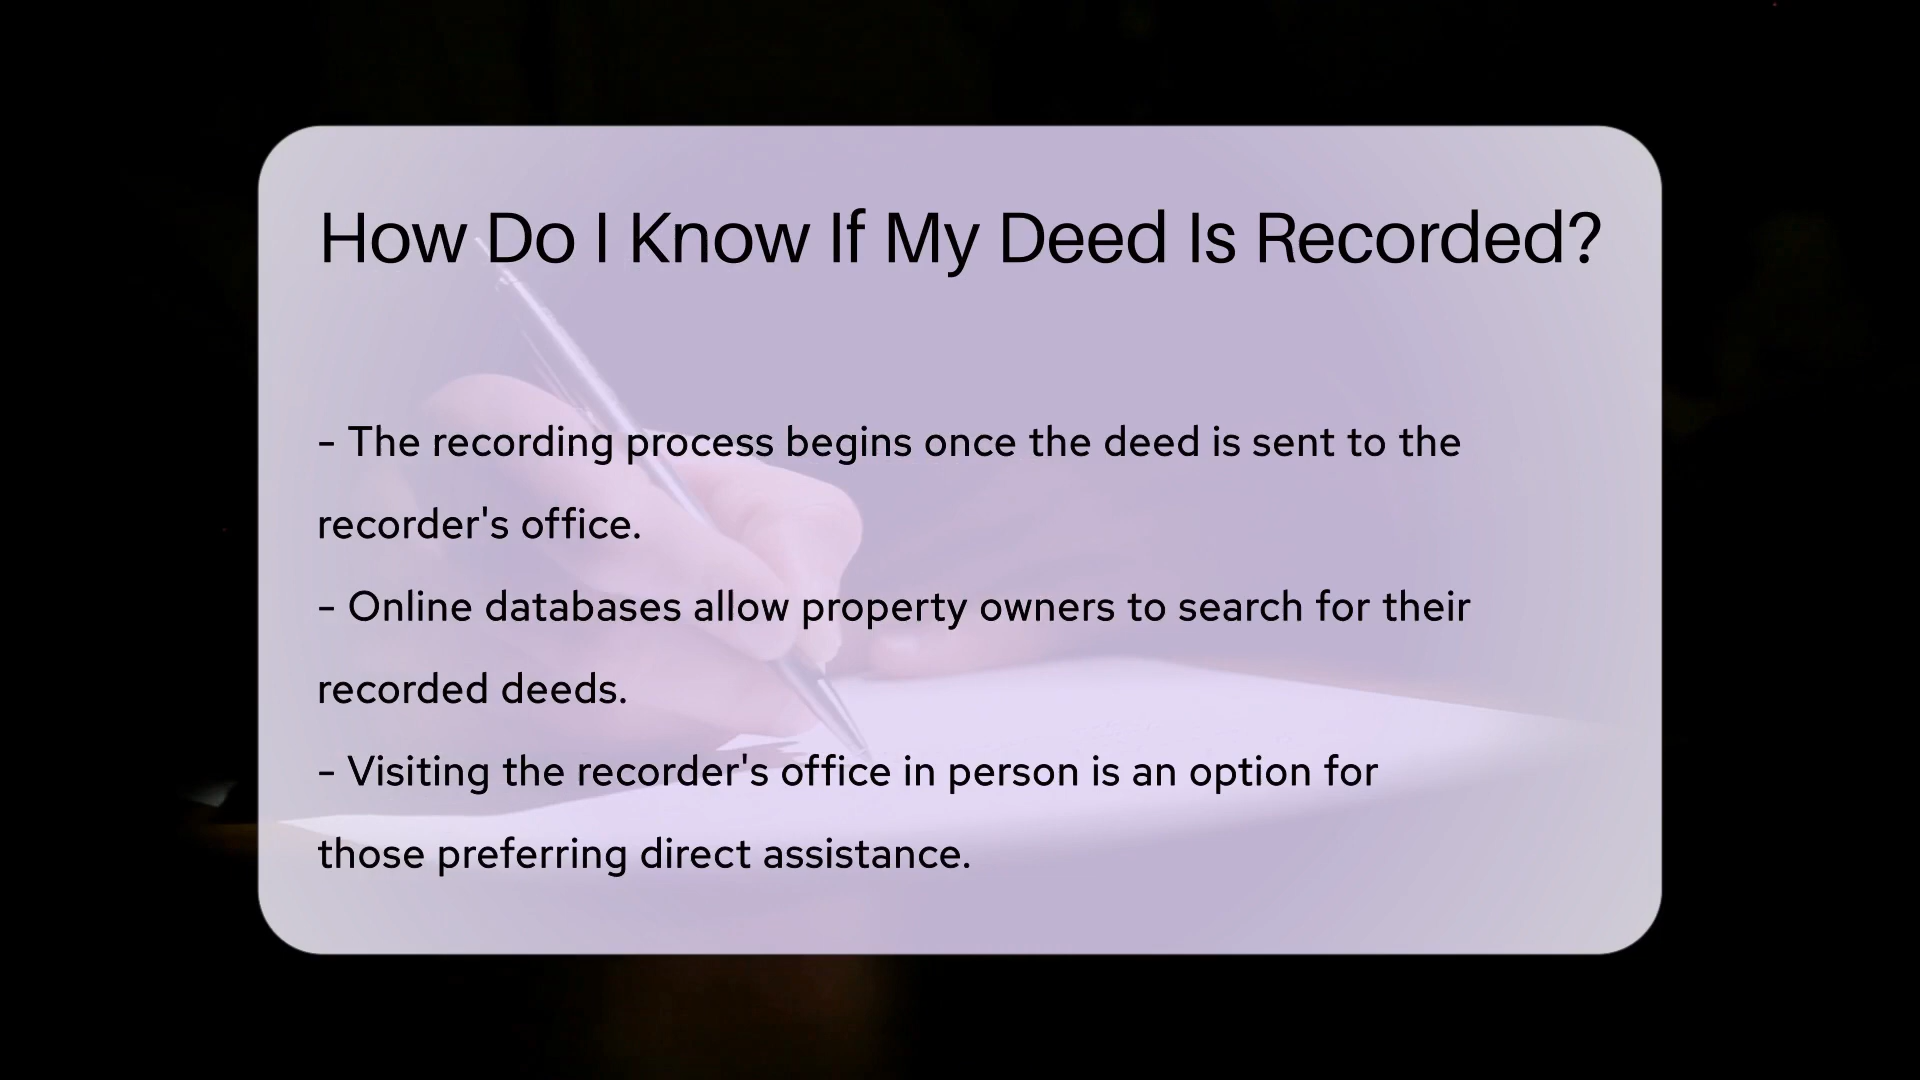 How Do I Know If My Deed Is Recorded?
- The recording process begins once the deed is sent to the
recorder's office.
- Online databases allow property owners to search for their
recorded deeds.
- Visiting the recorder's office in person is an option for
those preferring direct assistance.